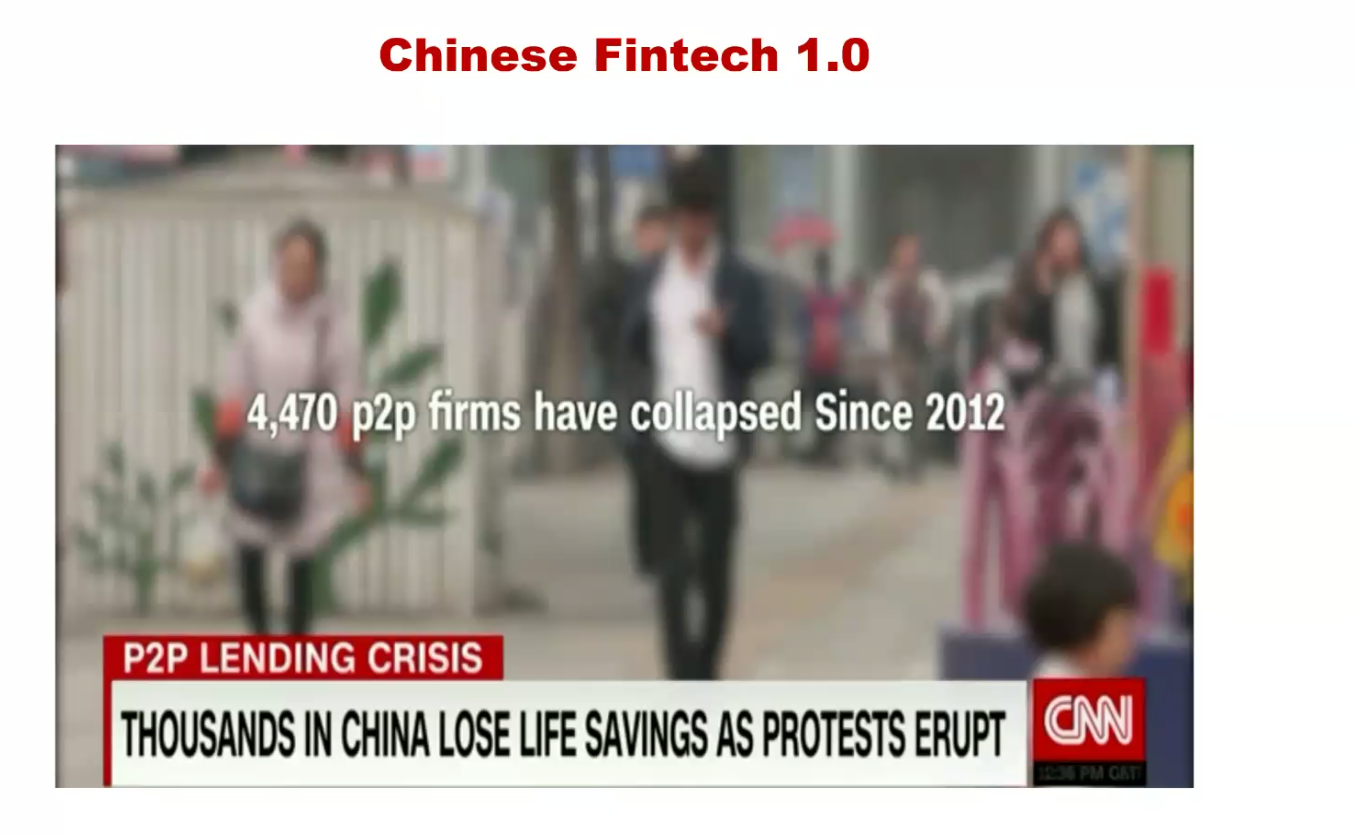 Chinese Fintech 1.0
4,470 p2p firms have collapsed Since 2012
P2P LENDING CRISIS
THOUSANDS IN CHINA LOSE LIFE SAVINGS AS PROTESTS ERUPT
CNN
PM